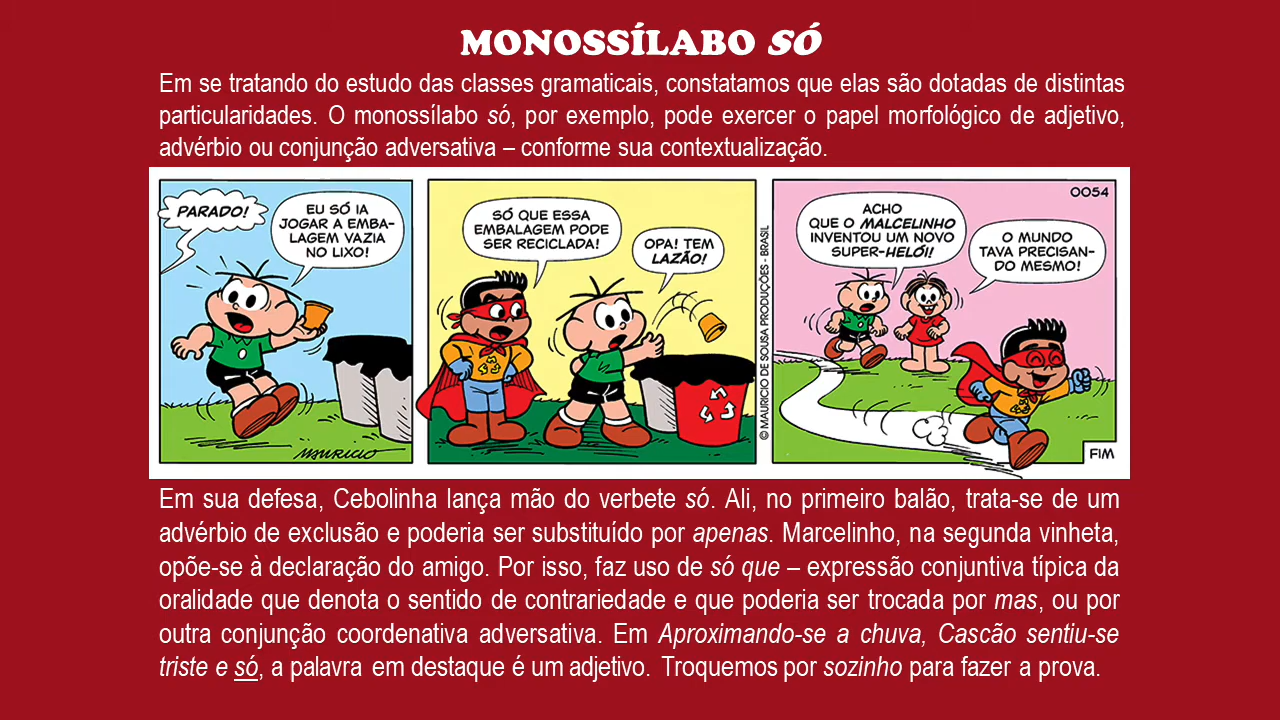 MONOSSÍLABO SÓ
Em se tratando do estudo das classes gramaticais, constatamos que elas são dotadas de distintas
particularidades. O monossílabo só, por exemplo, pode exercer o papel morfológico de adjetivo,
advérbio ou conjunção adversativa – conforme sua contextualização.
PARADO!
EU SÓ IA
JOGAR A EMBA-
LAGEM VAZIA
NO LIXO!
MAURICIO
SÓ QUE ESSA
EMBALAGEM PODE
SER RECICLADA!
OPA! TEM
LAZÃO!
© MAURICIO DE SOUSA PRODUÇÕES - BRASIL
0054
ACHO
QUE O MALCELINHO
INVENTOU UM NOVO
SUPER-HELÓI!
O MUNDO
TAVA PRECISAN-
DO MESMO!
FIM
Em sua defesa, Cebolinha lança mão do verbete só. Ali, no primeiro balão, trata-se de um
advérbio de exclusão e poderia ser substituído por apenas. Marcelinho, na segunda vinheta,
opõe-se à declaração do amigo. Por isso, faz uso de só que – expressão conjuntiva típica da
oralidade que denota o sentido de contrariedade e que poderia ser trocada por mas, ou por
outra conjunção coordenativa adversativa. Em Aproximando-se a chuva, Cascão sentiu-se
triste e só, a palavra em destaque é um adjetivo. Troquemos por sozinho para fazer a prova.